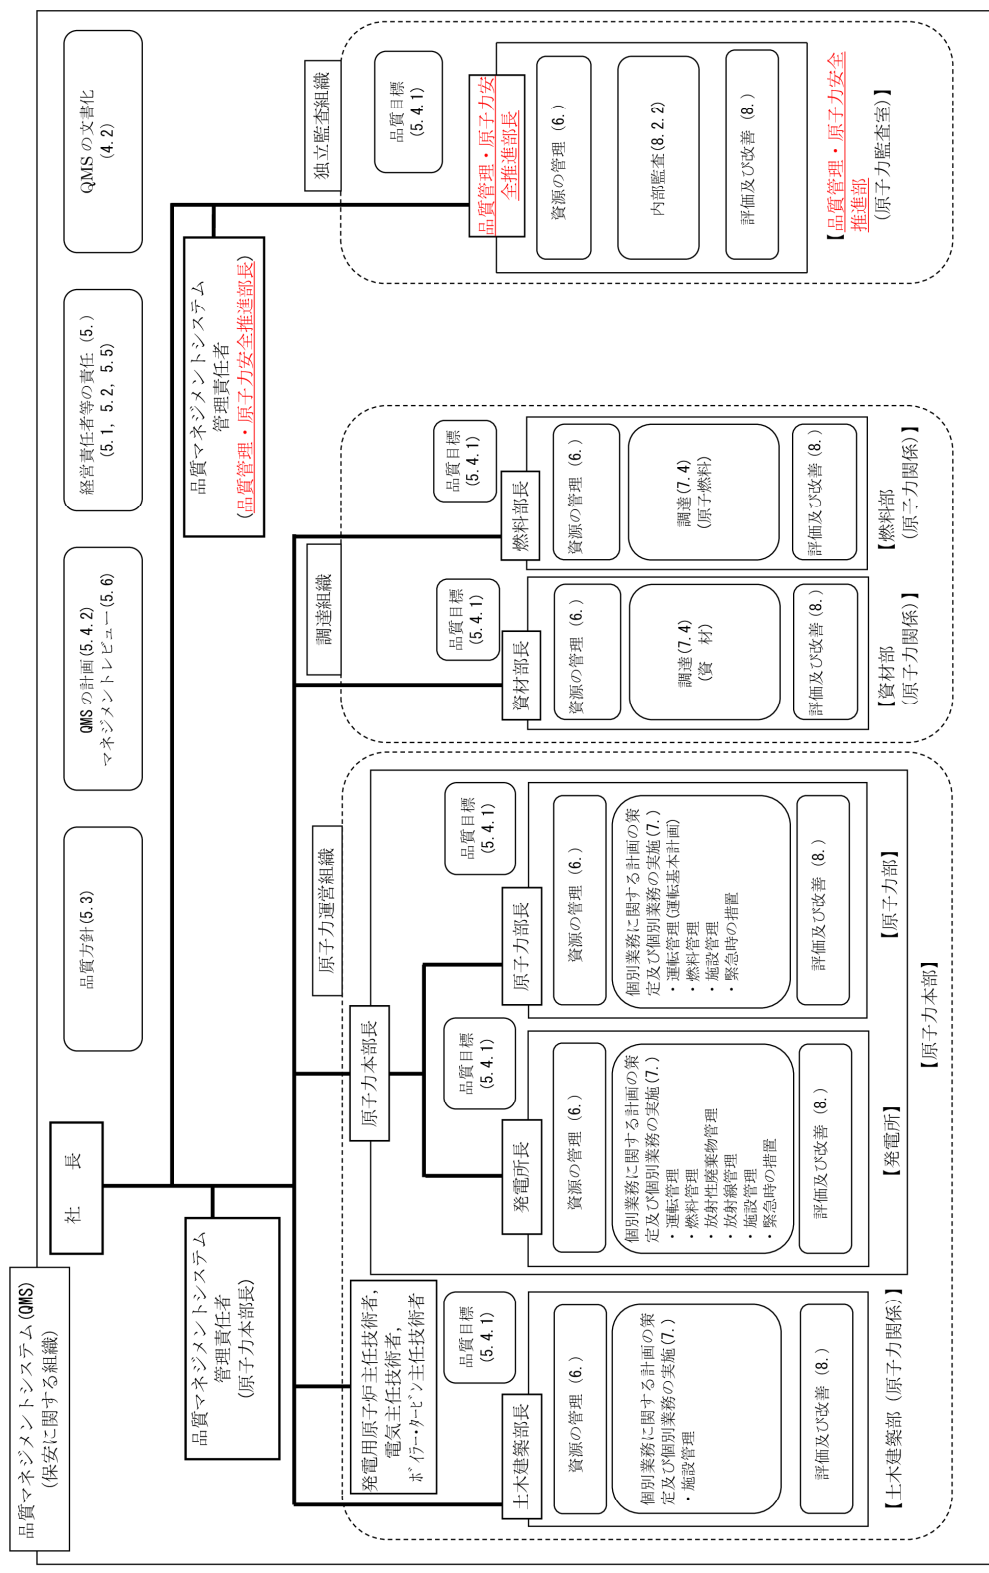 品質マネジメントシステム(QMS)
(保安に関する組織)
社　長
品質方針(5.3)
QMS の計画(5.4.2)
マネジメントレビュー(5.6)
経営責任者等の責任 (5.)
(5.1, 5.2, 5.5)
QMS の文書化
(4.2)
品質マネジメントシステム
管理責任者
(原子力本部長)
品質マネジメントシステム
管理責任者
(品質管理・原子力安全推進部長)
発電用原子炉主任技術者,
電気主任技術者,
ﾎﾞｲﾗｰ･ﾀｰﾋﾞﾝ主任技術者
原子力運営組織
原子力本部長
調達組織
独立監査組織
土木建築部長
品質目標
(5.4.1)
資源の管理 (6.)
個別業務に関する計画の策
定及び個別業務の実施(7.)
・施設管理
評価及び改善 (8.)
【土木建築部 (原子力関係)】
発電所長
品質目標
(5.4.1)
資源の管理 (6.)
個別業務に関する計画の策
定及び個別業務の実施(7.)
・運転管理
・燃料管理
・放射性廃棄物管理
・放射線管理
・施設管理
・緊急時の措置
評価及び改善 (8.)
【発電所】
原子力部長
品質目標
(5.4.1)
資源の管理 (6.)
個別業務に関する計画の策
定及び個別業務の実施(7.)
・運転管理(運転基本計画)
・燃料管理
・施設管理
・緊急時の措置
評価及び改善 (8.)
【原子力部】
【原子力本部】
資材部長
品質目標
(5.4.1)
資源の管理 (6.)
調達(7.4)
(資　材)
評価及び改善 (8.)
【資材部
(原子力関係)】
燃料部長
品質目標
(5.4.1)
資源の管理 (6.)
調達(7.4)
(原子燃料)
評価及び改善 (8.)
【燃料部
(原子力関係)】
品質目標
(5.4.1)
品質管理・原子力安
全推進部長
資源の管理 (6.)
内部監査(8.2.2)
評価及び改善 (8.)
【品質管理・原子力安全
推進部
(原子力監査室)】